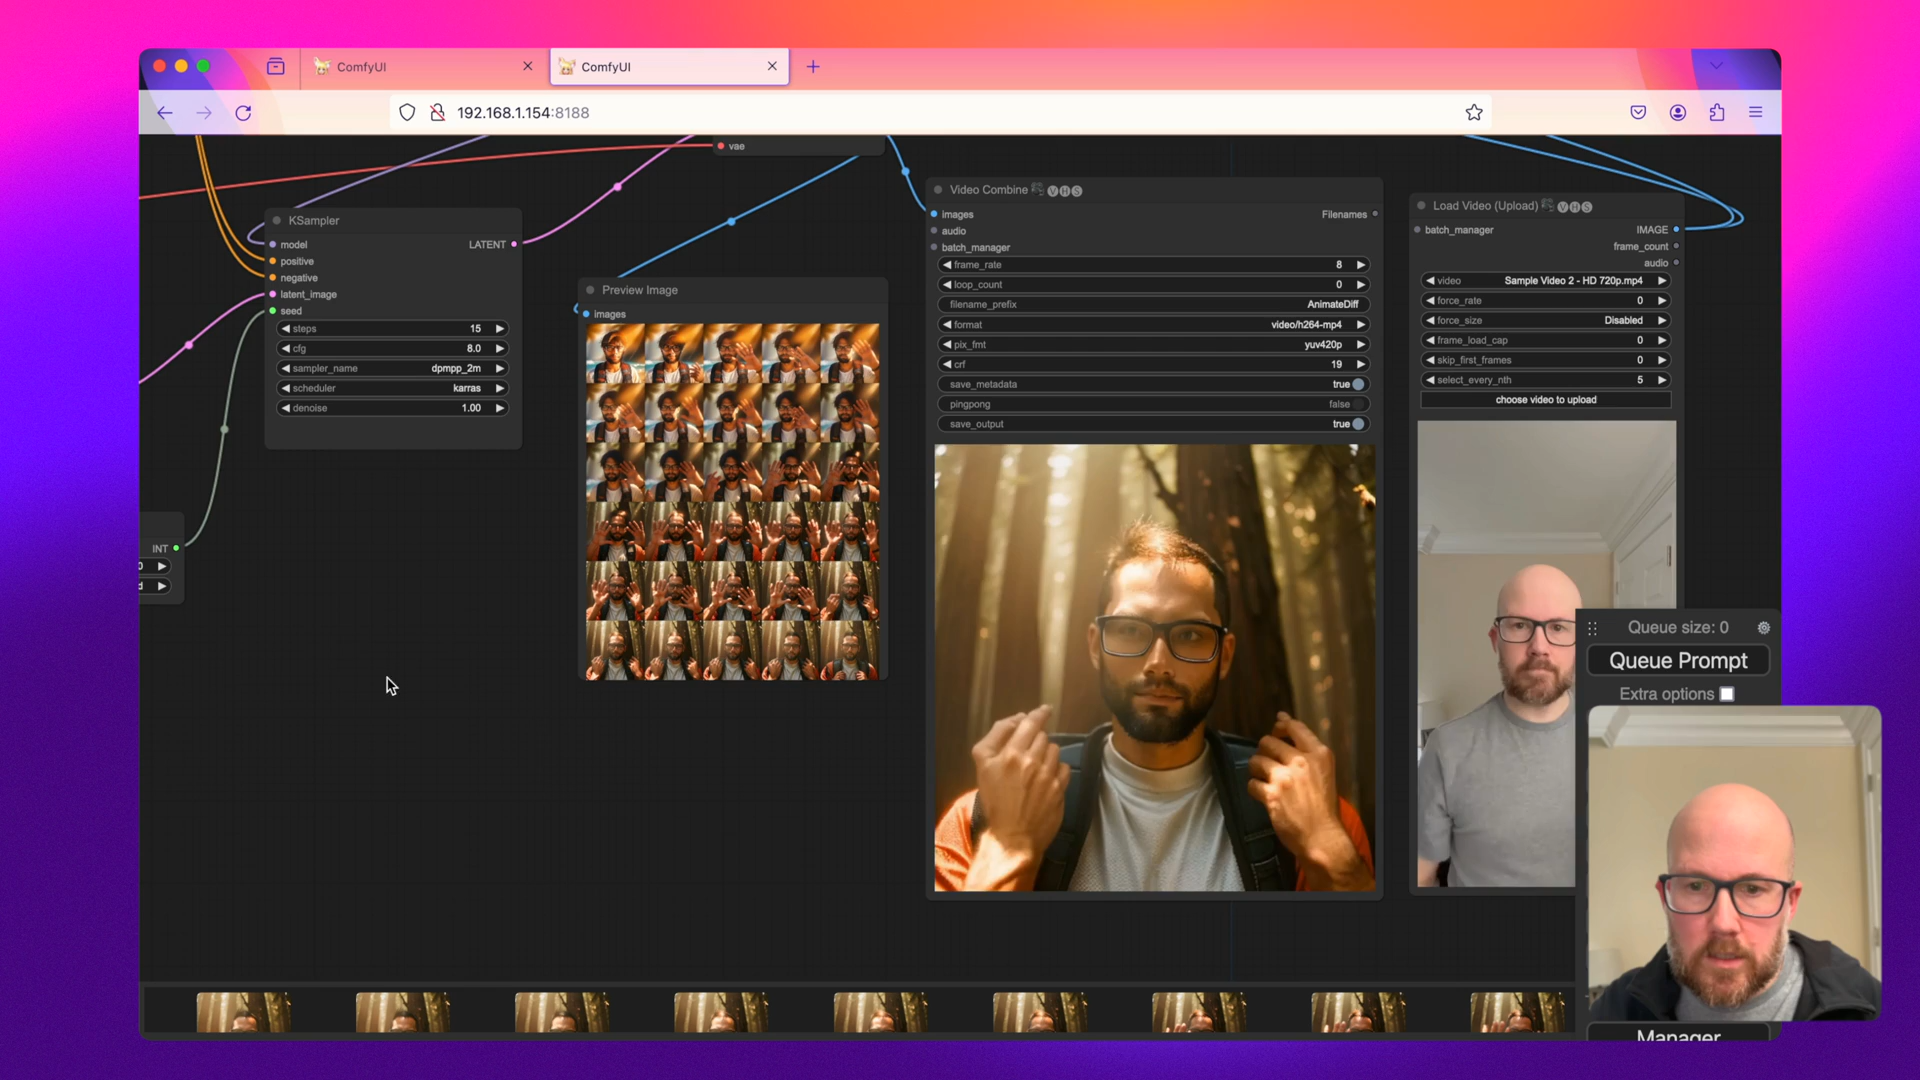 ComfyUI
ComfyUI
192.168.1.154:8188
vae
KSampler
model LATENT
positive
negative
latent_image
seed
steps 15
cfg 8.0
sampler_name dpmpp_2m
scheduler karras
denoise 1.00
INT
0
d
Preview Image
images
Video Combine VHS
images Filenames
audio
batch_manager
frame_rate 8
loop_count 0
filename_prefix AnimateDiff
format video/h264-mp4
pix_fmt yuv420p
crf 19
save_metadata true
pingpong false
save_output true
Load Video (Upload) VHS
batch_manager IMAGE
frame_count
audio
video Sample Video 2 - HD 720p.mp4
force_rate 0
force_size Disabled
frame_load_cap 0
skip_first_frames 0
select_every_nth 5
choose video to upload
Queue size: 0
Queue Prompt
Extra options
Manager